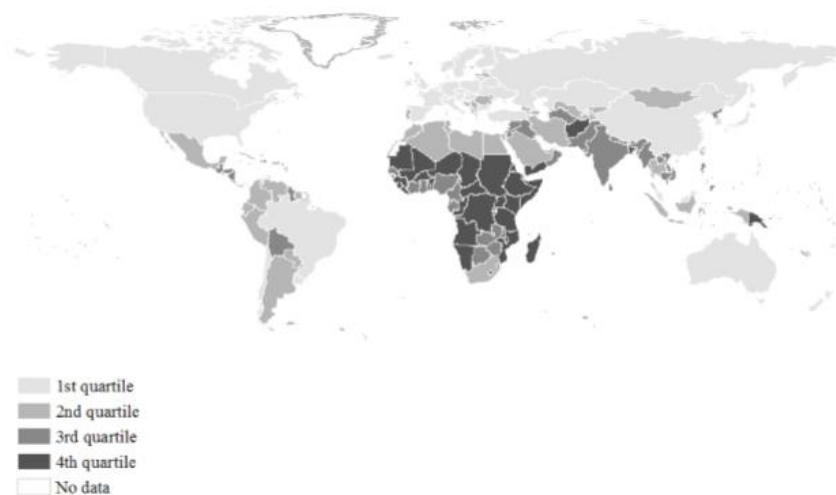 1st quartile
2nd quartile
3rd quartile
4th quartile
No data